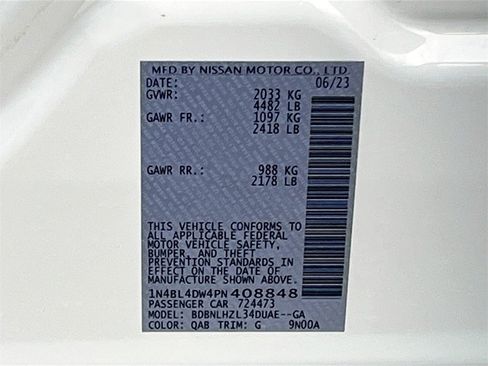 MFD BY NISSAN MOTOR CO., LTD
DATE: 06/23
GVWR: 2033 KG
4482 LB
GAWR FR.: 1097 KG
2418 LB
GAWR RR.: 988 KG
2178 LB
THIS VEHICLE CONFORMS TO
ALL APPLICABLE FEDERAL
MOTOR VEHICLE SAFETY,
BUMPER, AND THEFT
PREVENTION STANDARDS IN
EFFECT ON THE DATE OF
MANUFACTURE SHOWN ABOVE.
1N4BL4DW4PN408848
PASSENGER CAR 724473
MODEL: BDBNLHZL34DUAE--GA
COLOR: QAB TRIM: G 9N00A